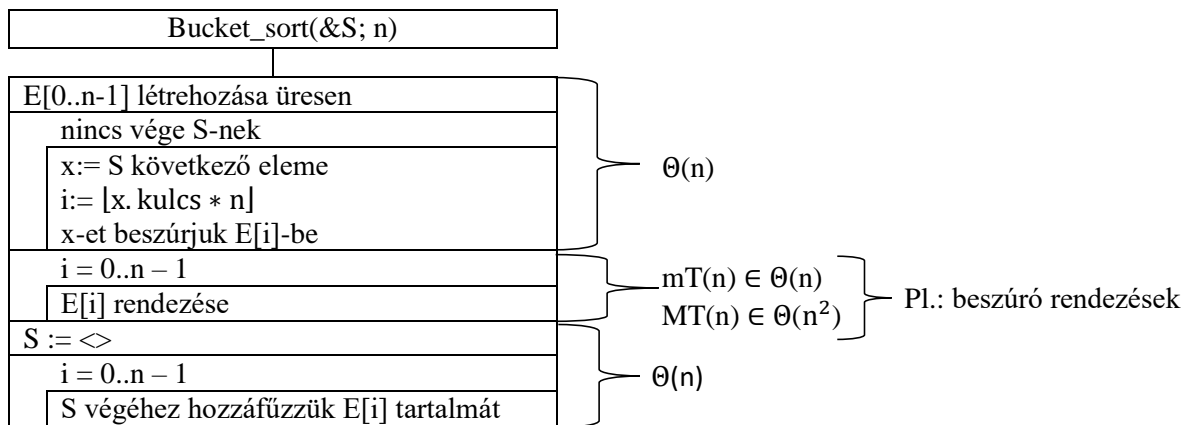 Bucket_sort(&S; n)
E[0..n-1] létrehozása üresen
nincs vége S-nek
x:= S következő eleme
i:= ⌊x. kulcs ∗ n⌋
x-et beszúrjuk E[i]-be
Θ(n)
i = 0..n – 1
E[i] rendezése
mT(n) ∈ Θ(n)
MT(n) ∈ Θ(n²)
Pl.: beszúró rendezések
S := <>
i = 0..n – 1
S végéhez hozzáfűzzük E[i] tartalmát
Θ(n)